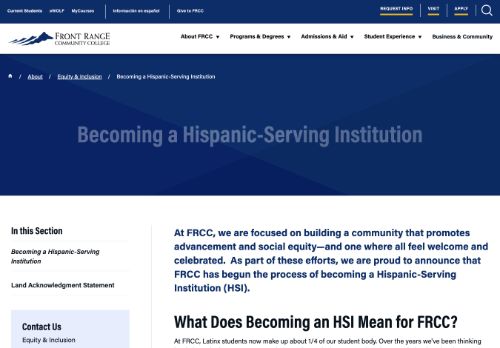 Current Students eWOLF MyCourses Información en español Give to FRCC REQUEST INFO VISIT APPLY
FRONT RANGE
COMMUNITY COLLEGE
About FRCC ▼ Programs & Degrees ▼ Admissions & Aid ▼ Student Experience ▼ Business & Community
/ About / Equity & Inclusion / Becoming a Hispanic-Serving Institution
Becoming a Hispanic-Serving Institution
In this Section
Becoming a Hispanic-Serving
Institution
Land Acknowledgment Statement
Contact Us
Equity & Inclusion
At FRCC, we are focused on building a community that promotes
advancement and social equity—and one where all feel welcome and
celebrated. As part of these efforts, we are proud to announce that
FRCC has begun the process of becoming a Hispanic-Serving
Institution (HSI).
What Does Becoming an HSI Mean for FRCC?
At FRCC, Latinx students now make up about 1/4 of our student body. Over the years we've been thinking